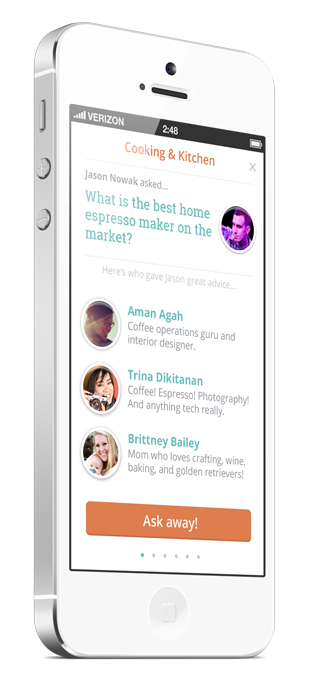 VERIZON
2:48
Cooking & Kitchen
×
Jason Nowak asked...
What is the best home
espresso maker on the
market?
Here's who gave Jason great advice...
Aman Agah
Coffee operations guru and
interior designer.
Trina Dikitanan
Coffee! Espresso! Photography!
And anything tech really.
Brittney Bailey
Mom who loves crafting, wine,
baking, and golden retrievers!
Ask away!